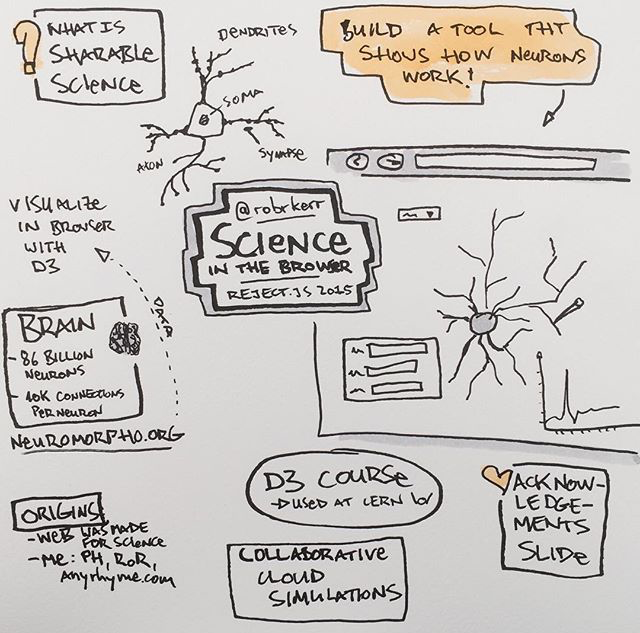 WHAT IS
SHARABLE
SCIENCE
DENDRITES
SOMA
SYNAPSE
AXON
BUILD A TOOL THT
SHOWS HOW NEURONS
WORK!
@robrkerr
SCIENCE
IN THE BROWSER
REJECT.JS 2015
VISUALIZE
IN BROWSER
WITH
D3
DATA
BRAIN
- 86 BILLION
NEURONS
- 10K CONNECTIONS
PER NEURON
NEUROMORPHO.ORG
ORIGINS
- WEB WAS MADE
FOR SCIENCE
- ME: PH, ROR,
Anyrhyme.com
D3 COURSE
USED AT CERN
COLLABORATIVE
CLOUD
SIMULATIONS
ACKNOW-
LEDGE-
MENTS
SLIDE